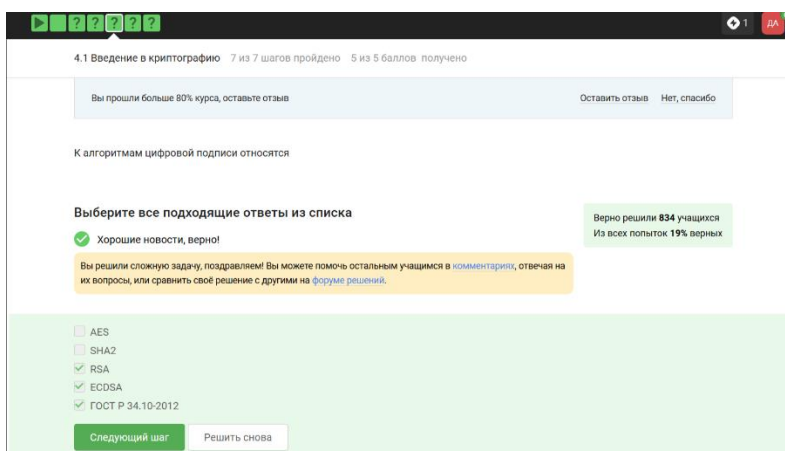 ? ? ? ? ?
1
ДА
4.1 Введение в криптографию 7 из 7 шагов пройдено 5 из 5 баллов получено
Вы прошли больше 80% курса, оставьте отзыв
Оставить отзыв Нет, спасибо
К алгоритмам цифровой подписи относятся
Выберите все подходящие ответы из списка
Хорошие новости, верно!
Верно решили 834 учащихся
Из всех попыток 19% верных
Вы решили сложную задачу, поздравляем! Вы можете помочь остальным учащимся в комментариях, отвечая на
их вопросы, или сравнить своё решение с другими на форуме решений.
AES
SHA2
RSA
ECDSA
ГОСТ Р 34.10-2012
Следующий шаг Решить снова